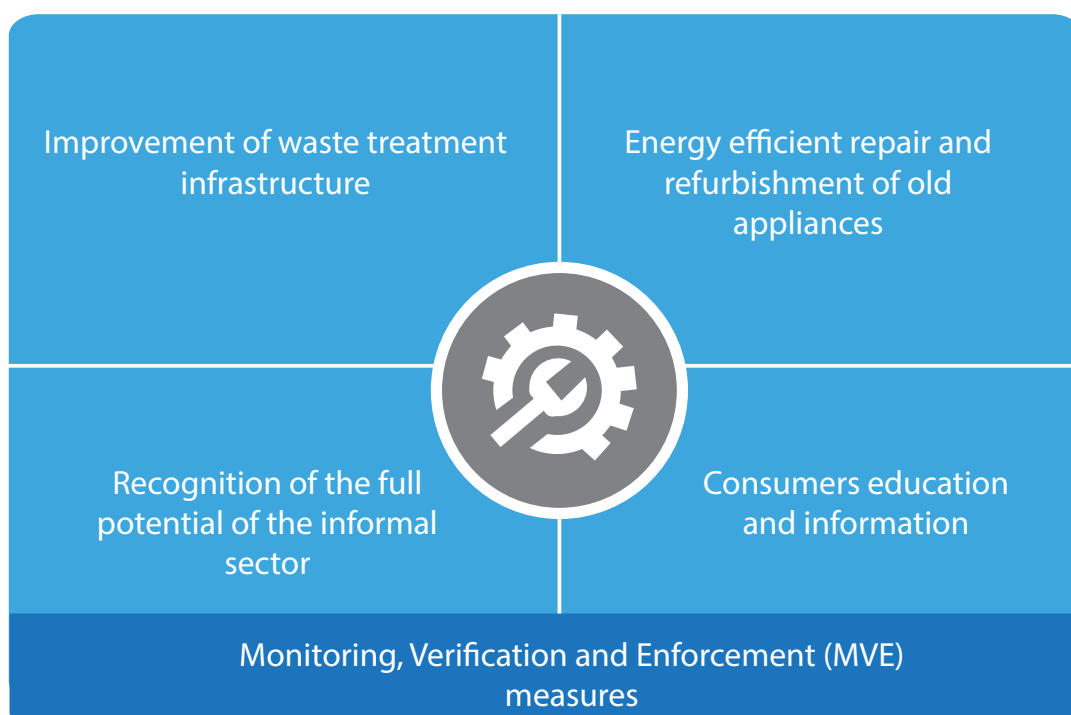 Improvement of waste treatment
infrastructure
Energy efficient repair and
refurbishment of old
appliances
Recognition of the full
potential of the informal
sector
Consumers education
and information
Monitoring, Verification and Enforcement (MVE)
measures